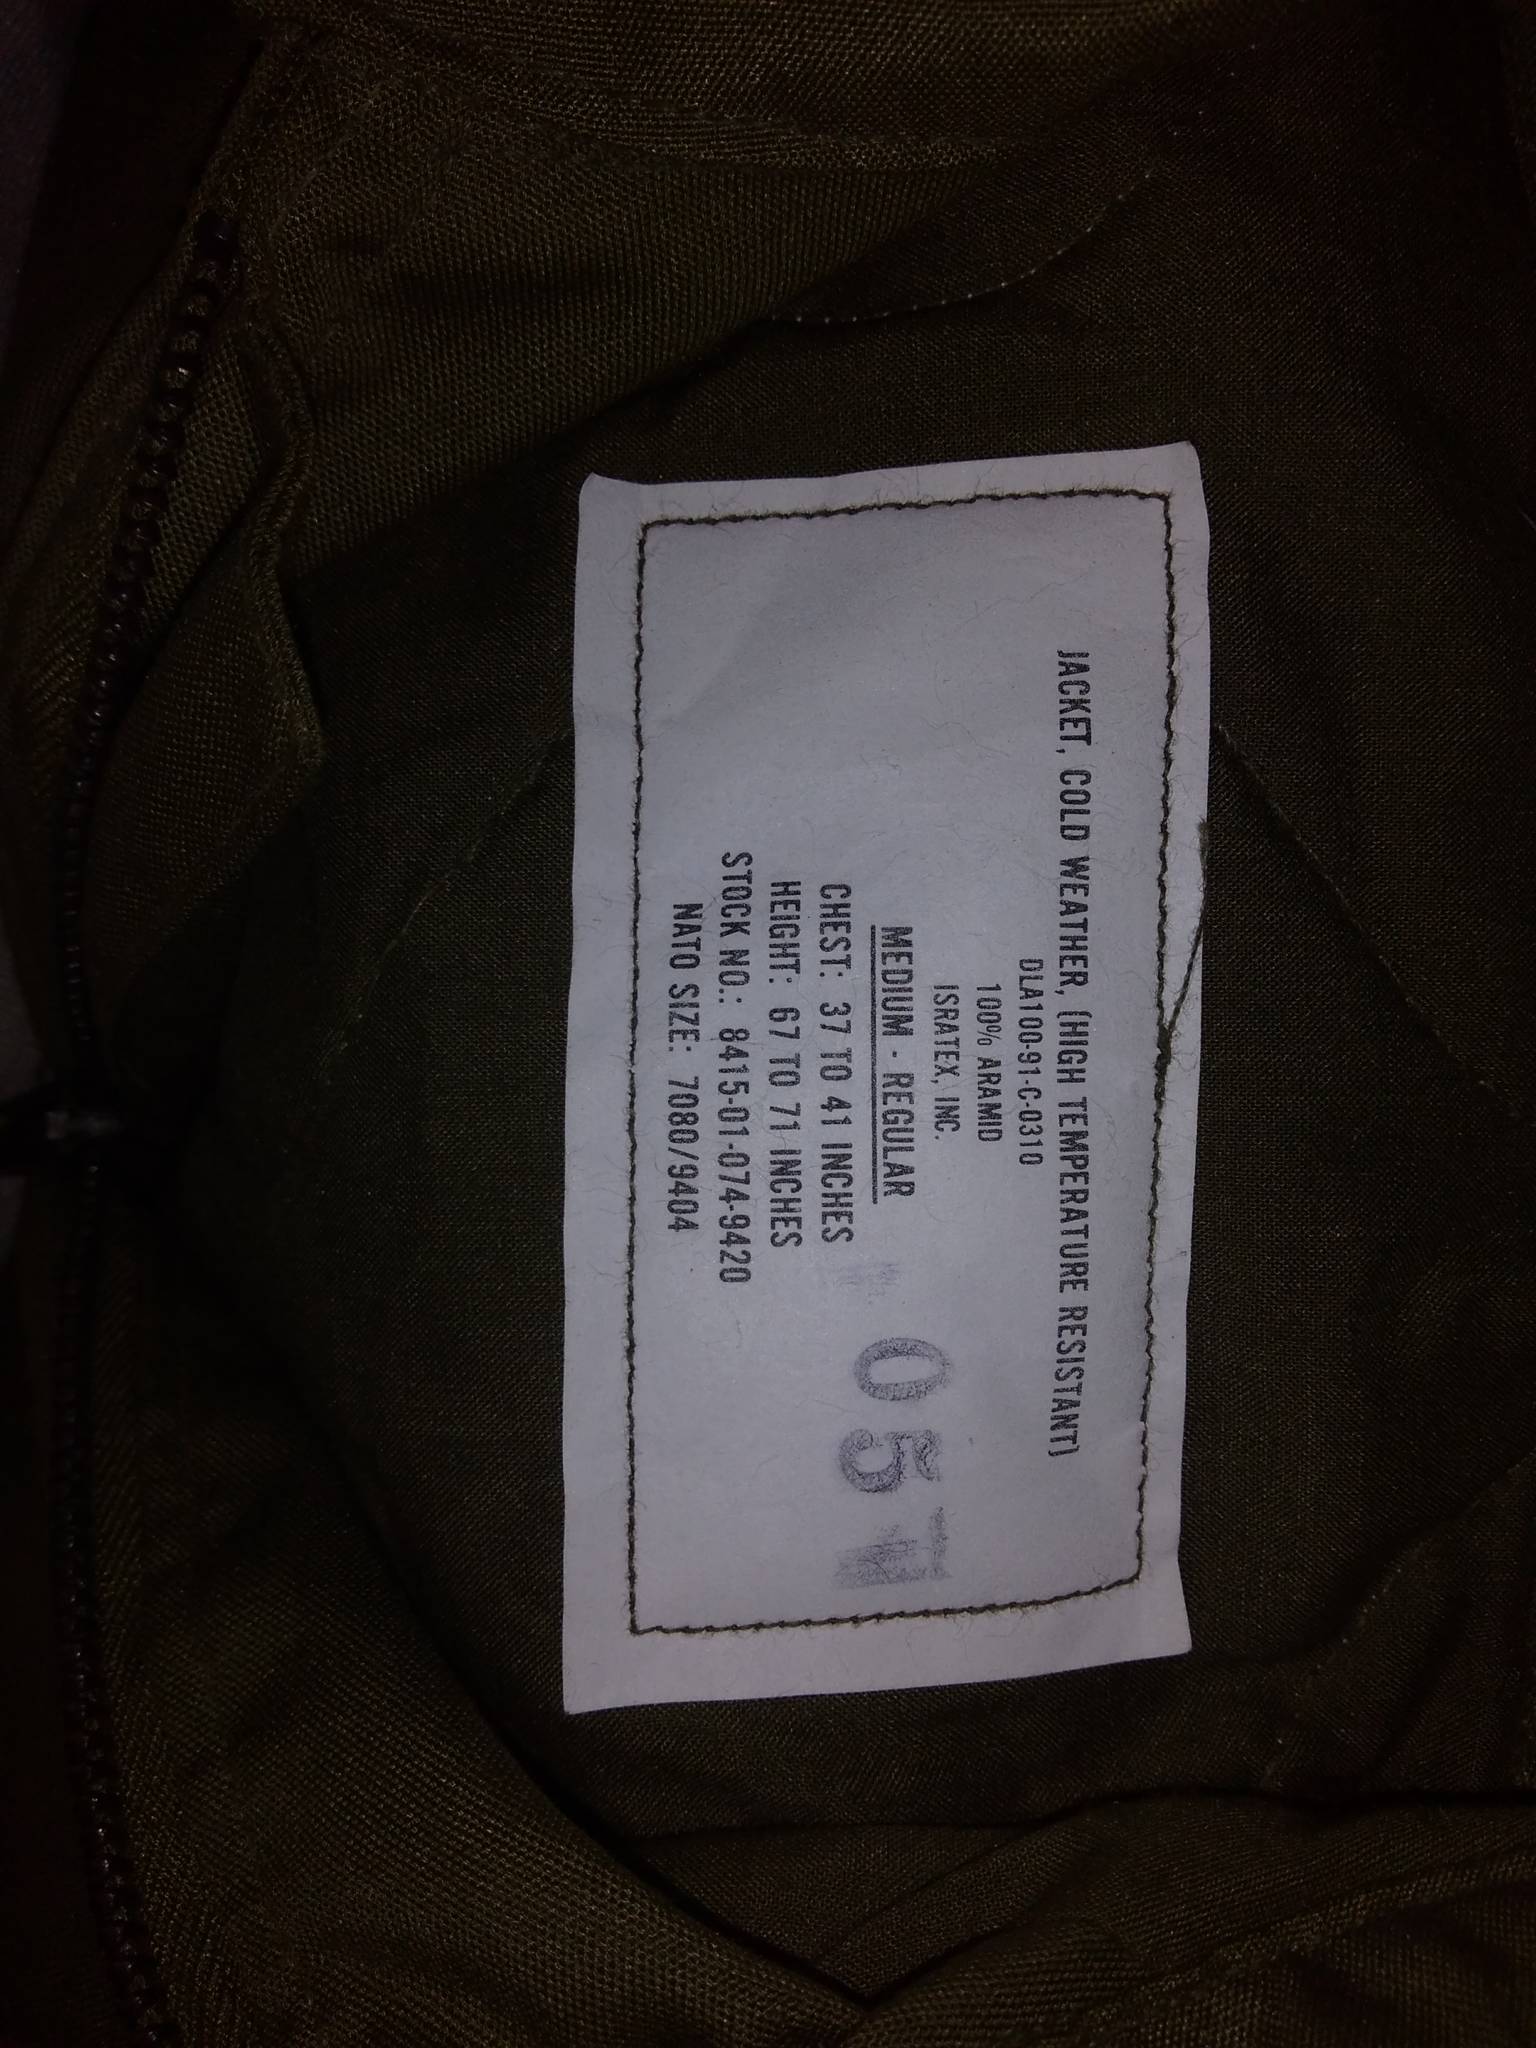 JACKET, COLD WEATHER, (HIGH TEMPERATURE RESISTANT)
DLA100-91-C-0310
100% ARAMID
ISRATEX, INC.
MEDIUM - REGULAR
CHEST: 37 TO 41 INCHES
HEIGHT: 67 TO 71 INCHES
STOCK NO.: 8415-01-074-9420
NATO SIZE: 7080/9404
05